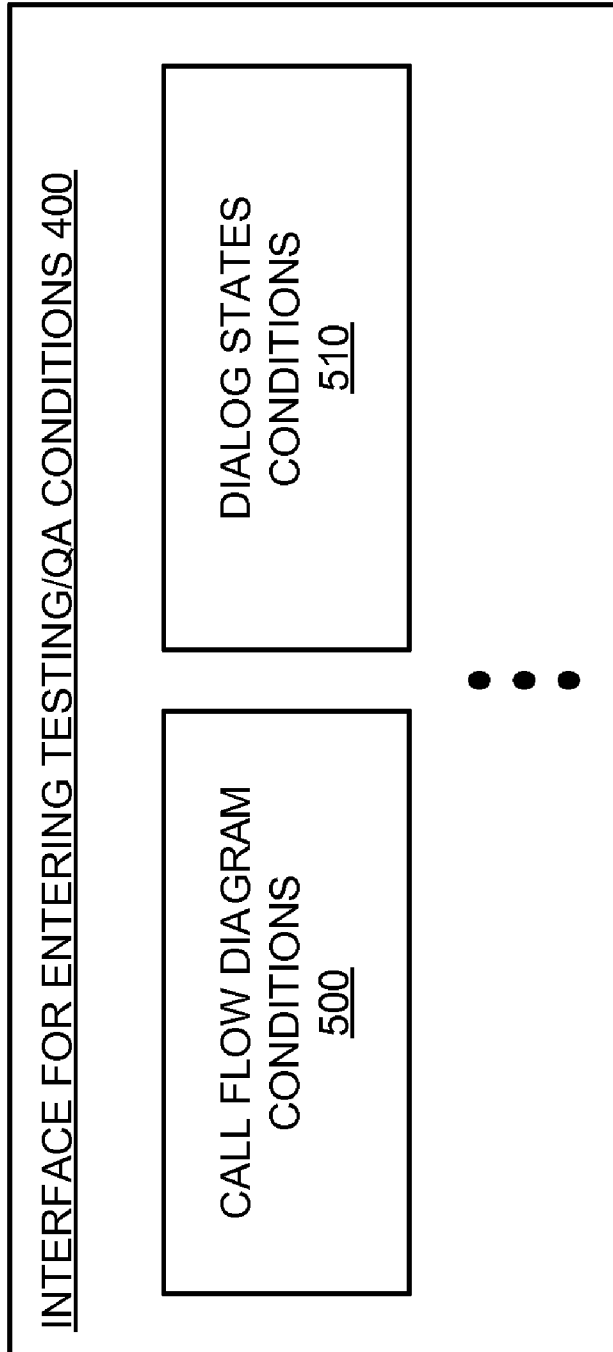 INTERFACE FOR ENTERING TESTING/QA CONDITIONS 400
CALL FLOW DIAGRAM
CONDITIONS
500
DIALOG STATES
CONDITIONS
510